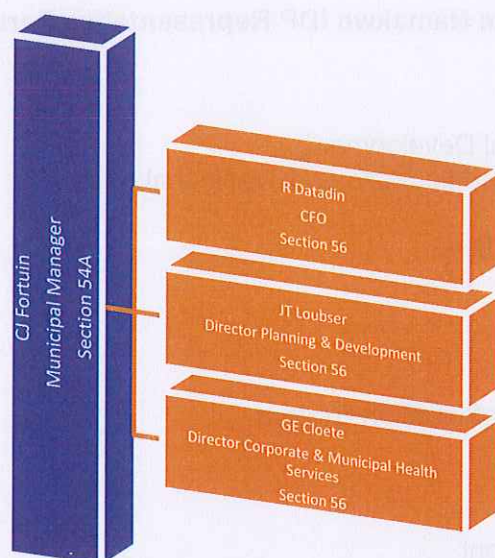 CJ Fortuin
Municipal Manager
Section 54A
R Datadin
CFO
Section 56
JT Loubser
Director Planning & Development
Section 56
GE Cloete
Director Corporate & Municipal Health
Services
Section 56